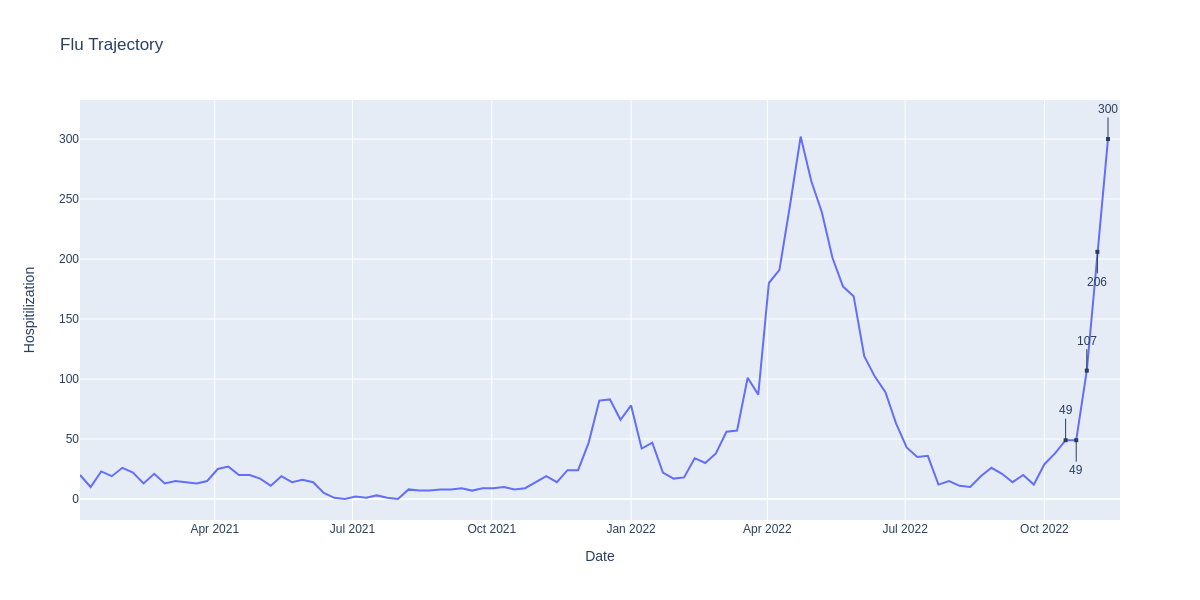 Flu Trajectory
Hospitilization
300
250
200
150
100
50
0
300
206
107
49
49
Apr 2021
Jul 2021
Oct 2021
Jan 2022
Apr 2022
Jul 2022
Oct 2022
Date